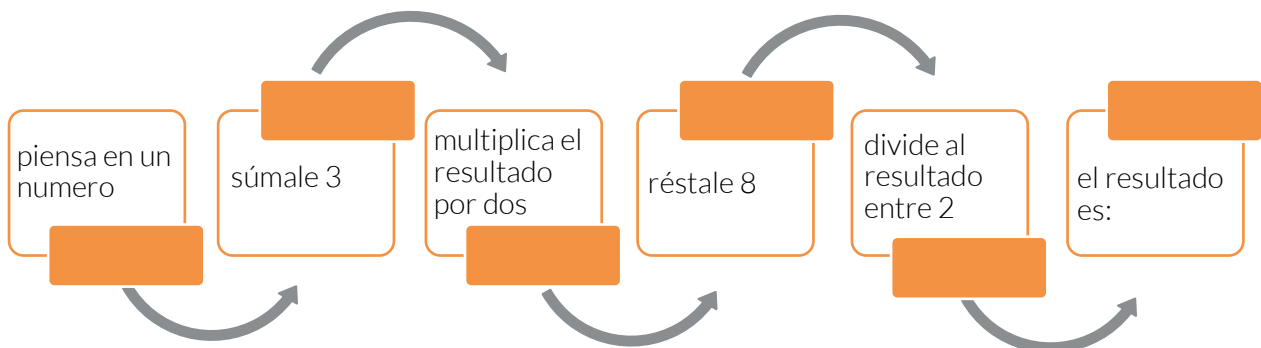 piensa en un
numero
súmale 3
multiplica el
resultado
por dos
réstale 8
divide al
resultado
entre 2
el resultado
es: